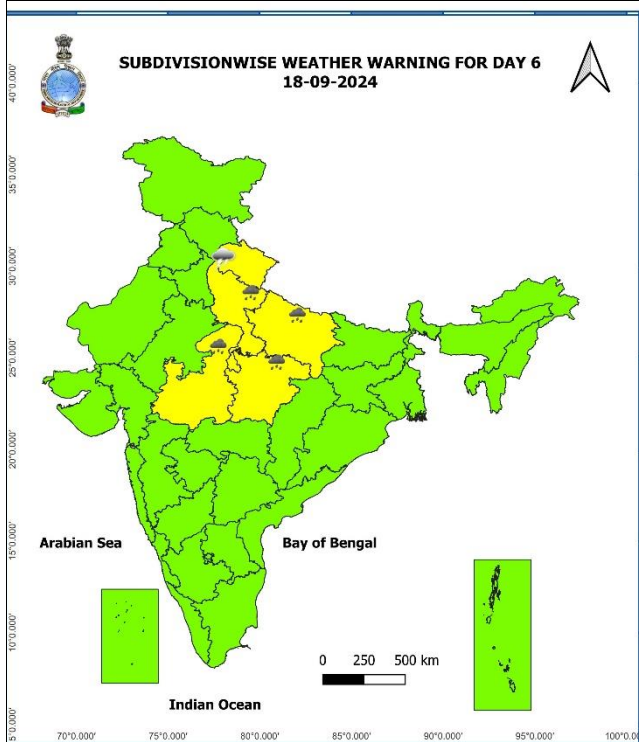 SUBDIVISIONWISE WEATHER WARNING FOR DAY 6
18-09-2024
40°0.000'
35°0.000'
30°0.000'
25°0.000'
20°0.000'
15°0.000'
10°0.000'
5°0.000'
Arabian Sea
Bay of Bengal
0 250 500 km
Indian Ocean
70°0.000' 75°0.000' 80°0.000' 85°0.000' 90°0.000' 95°0.000' 100°0.0